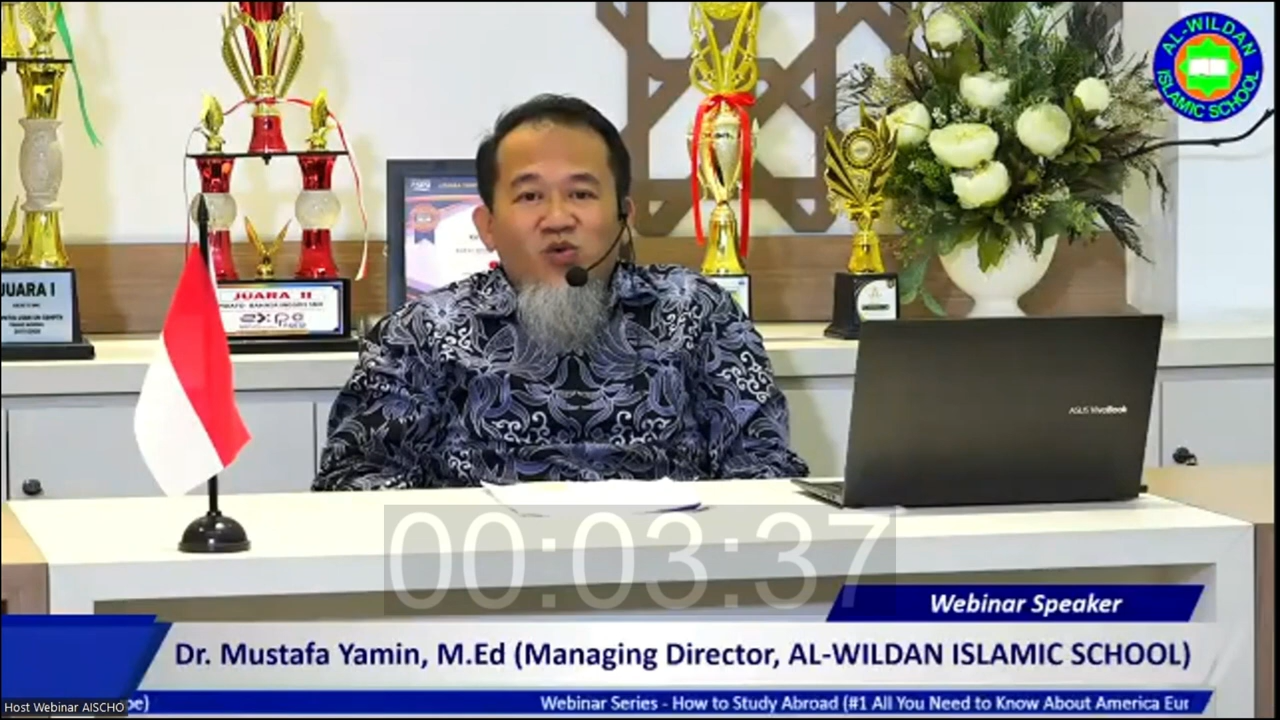 AL-WILDAN
ISLAMIC SCHOOL
JUARA I
JUARA II
ASUS VivoBook
00:03:37
Webinar Speaker
Dr. Mustafa Yamin, M.Ed (Managing Director, AL-WILDAN ISLAMIC SCHOOL)
Host Webinar AISCHO
pe)
Webinar Series - How to Study Abroad (#1 All You Need to Know About America Eur